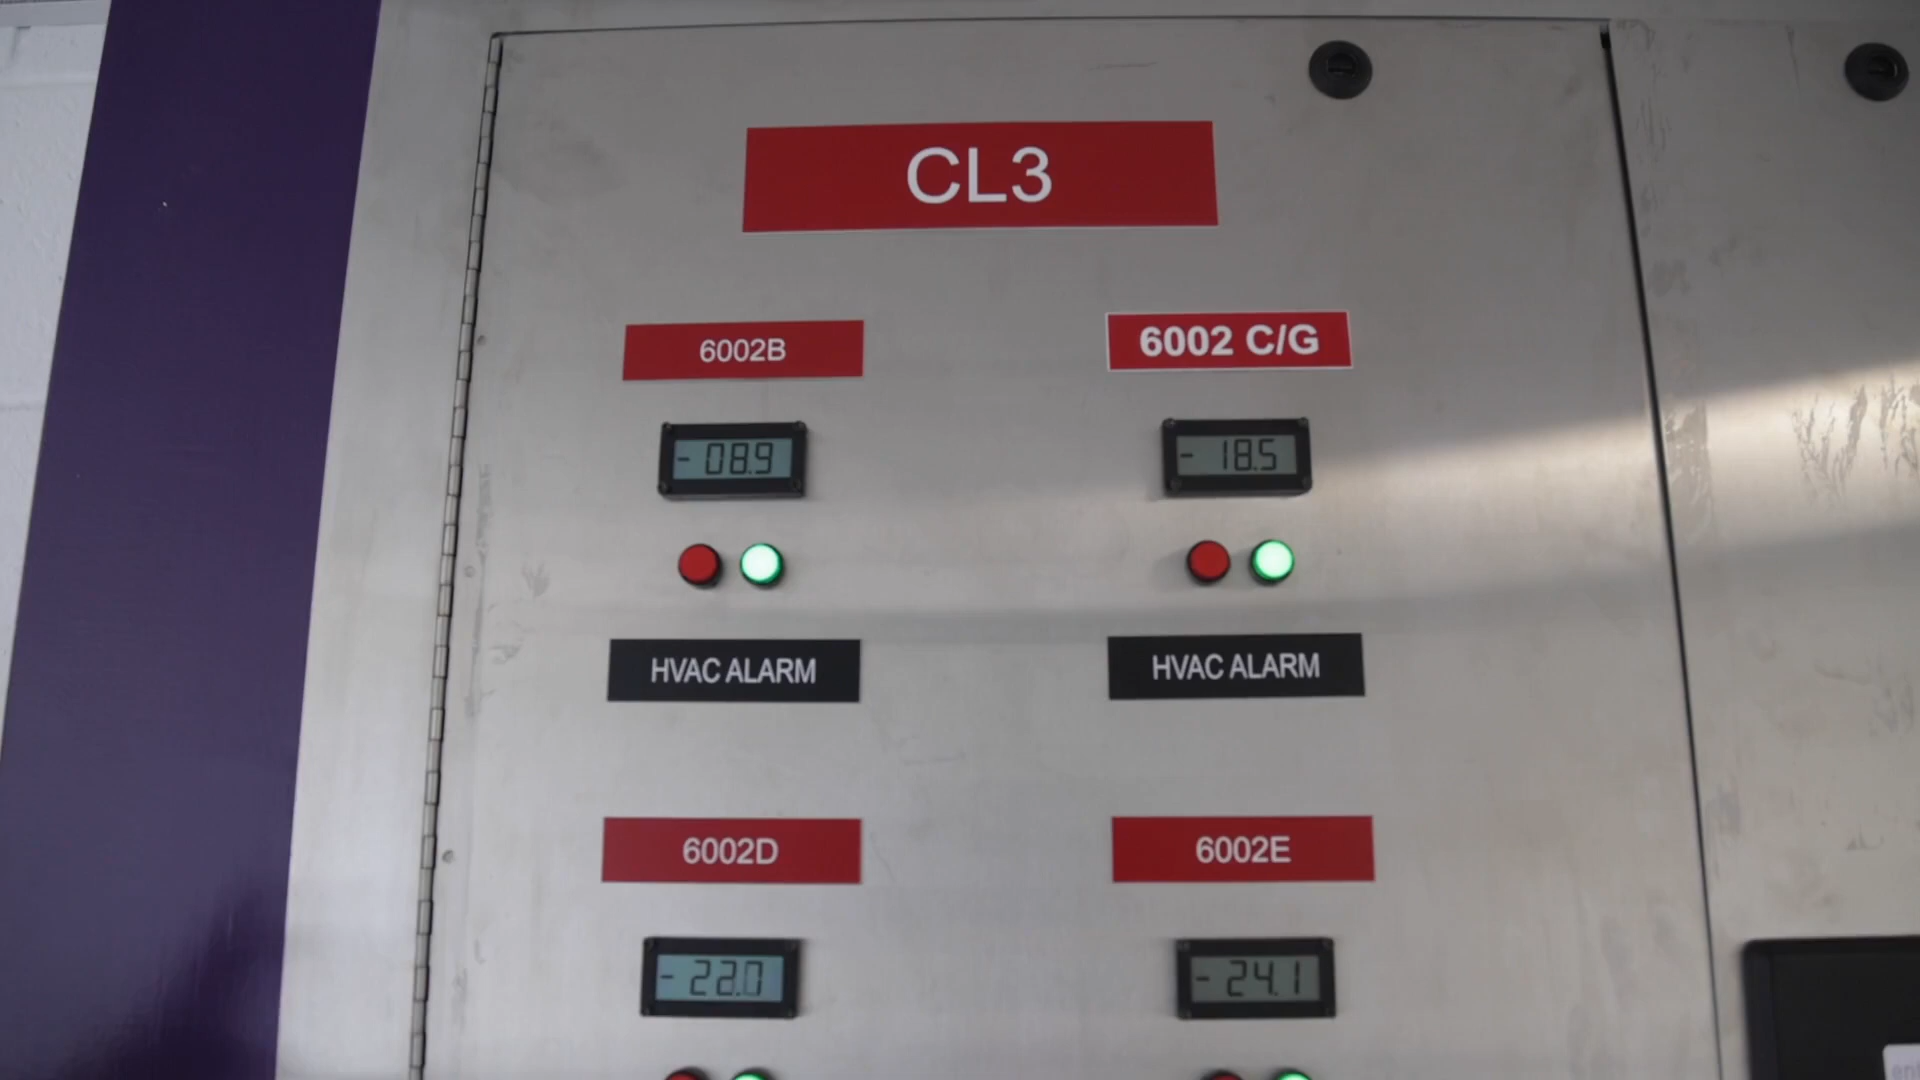 CL3
6002B
6002 C/G
- 08.9
- 18.5
HVAC ALARM
HVAC ALARM
6002D
6002E
- 22.0
- 24.1